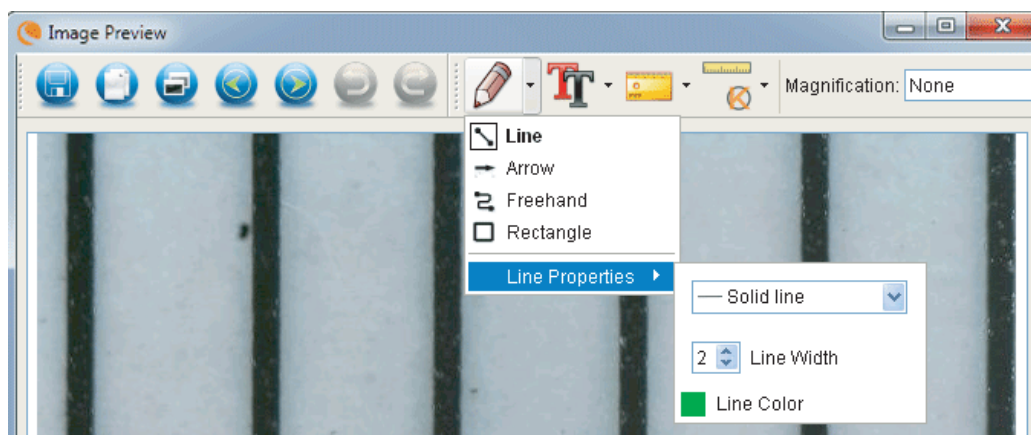 Image Preview
Magnification: None
Line
Arrow
Freehand
Rectangle
Line Properties
Solid line
2 Line Width
Line Color